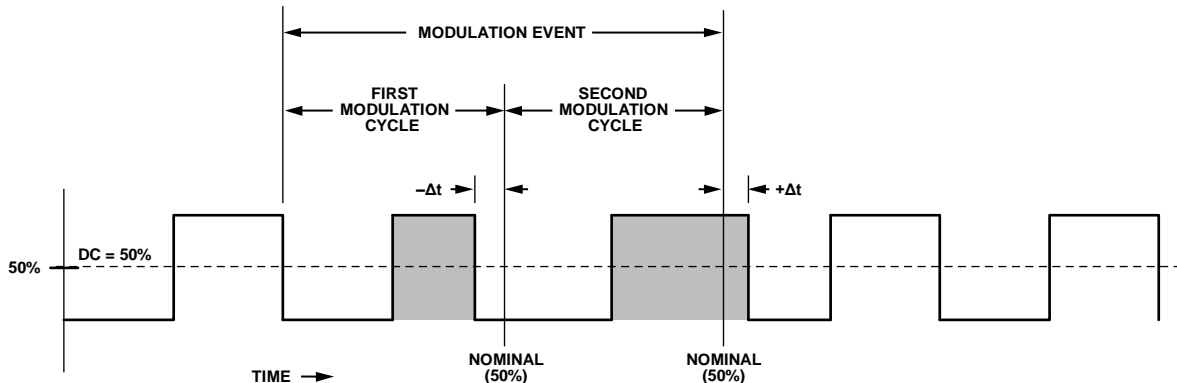 MODULATION EVENT
FIRST
MODULATION
CYCLE
SECOND
MODULATION
CYCLE
–Δt
+Δt
50%
DC = 50%
NOMINAL
(50%)
NOMINAL
(50%)
TIME